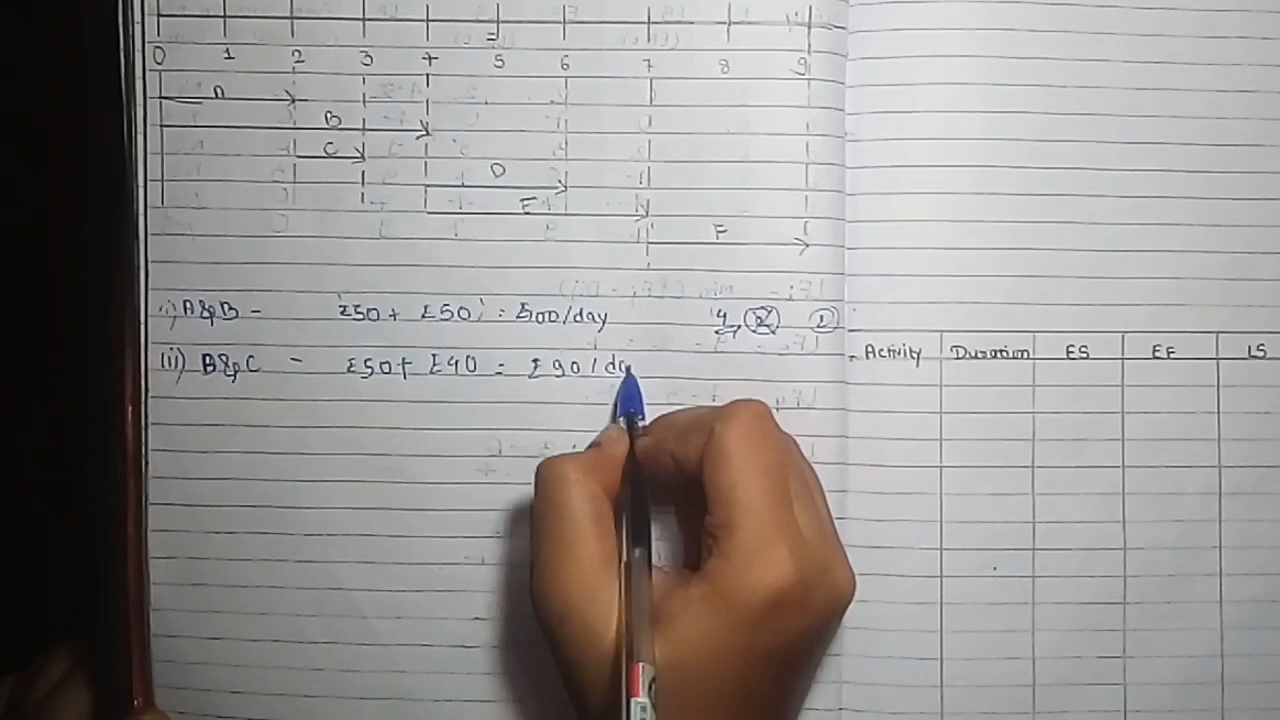 0 1 2 3 4 5 6 7 8 9
A
B
C
D
E
F
(i) A & B - £50 + £50 = £00/day
(ii) B & C - £50 + £40 = £90/da
Activity Duration ES EF LS